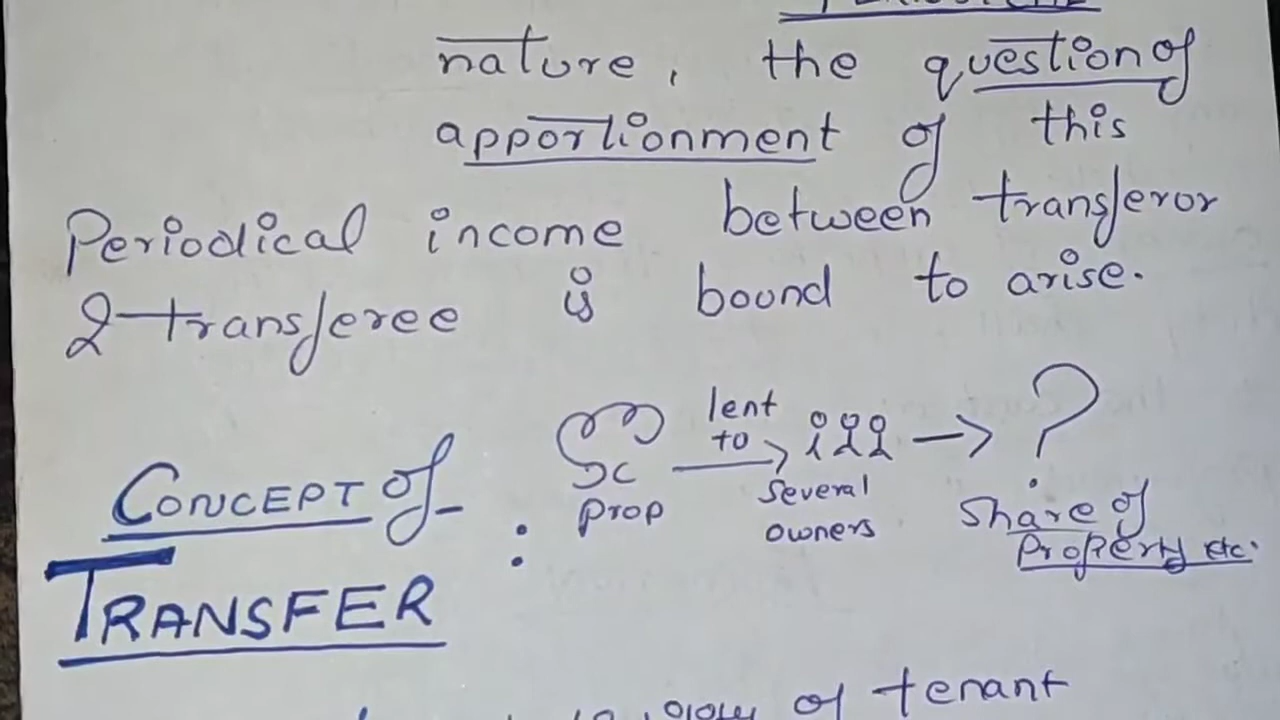 nature, the question of
apportionment of this
Periodical income between transferor
& transferee is bound to arise.
lent
to
Prop
several
owners
?
Share of
Property etc.
CONCEPT of :
TRANSFER
of tenant